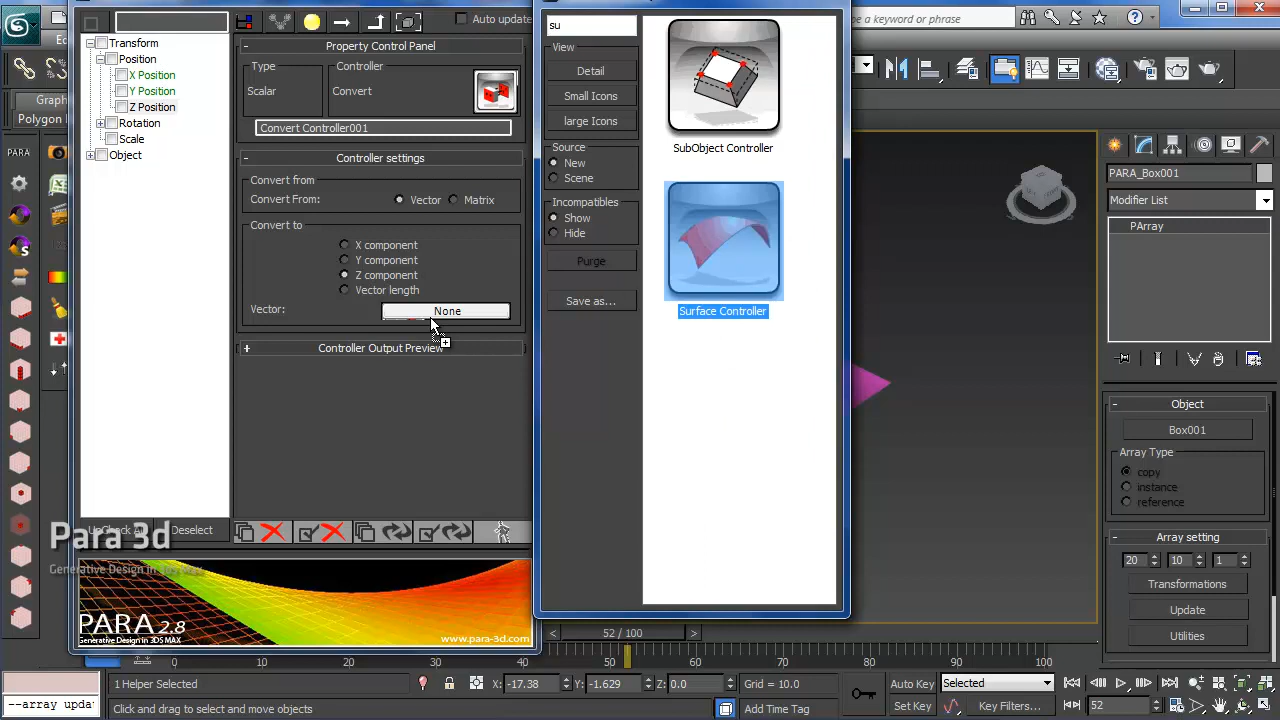 Auto update
su
e a keyword or phrase
Transform
Position
X Position
Y Position
Z Position
Rotation
Scale
Object
Property Control Panel
Type
Scalar
Controller
Convert
Convert Controller001
Controller settings
Convert from
Convert From:
Vector
Matrix
Convert to
X component
Y component
Z component
Vector length
Vector:
None
Controller Output Preview
View
Detail
Small Icons
large Icons
Source
New
Scene
Incompatibles
Show
Hide
Purge
Save as...
SubObject Controller
Surface Controller
Grap
Polygon
PARA
PARA_Box001
Modifier List
PArray
Object
Box001
Array Type
copy
instance
reference
Array setting
20
10
1
Transformations
Update
Utilities
Deselect
Para 3d
PARA 2.8
Generative Design in 3DS MAX
www.para-3d.com
52 / 100
0
10
20
30
40
50
60
70
80
90
100
1 Helper Selected
X:
-17.38
Y:
-1.629
Z:
0.0
Grid = 10.0
Auto Key
Selected
--array upda
Click and drag to select and move objects
Add Time Tag
Set Key
Key Filters...
52